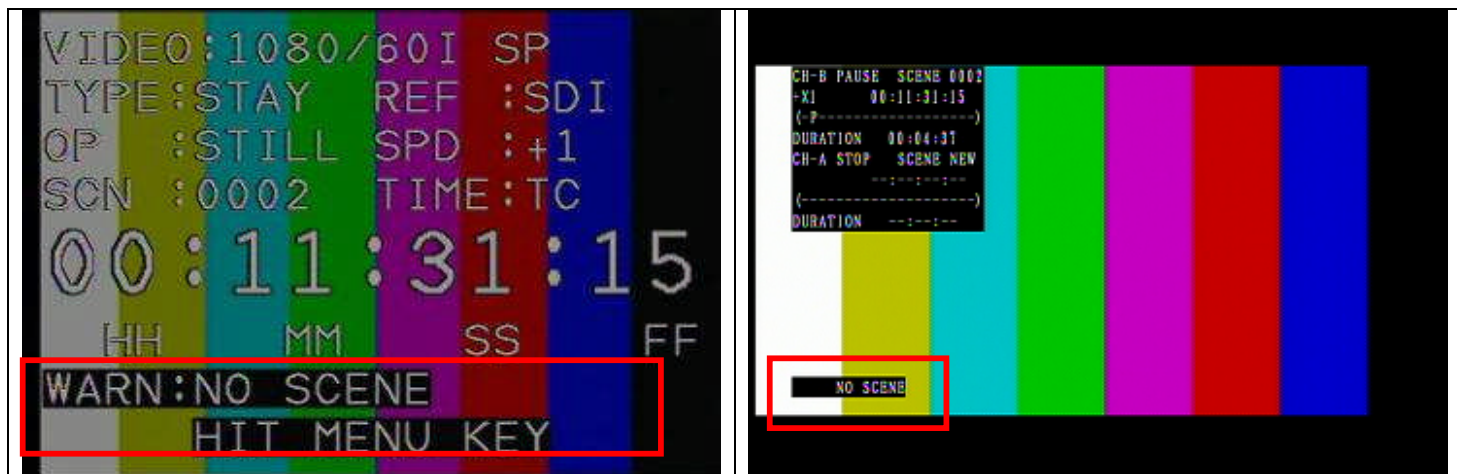 VIDEO:1080/60I SP
TYPE:STAY REF :SDI
OP :STILL SPD :+1
SCN :0002 TIME:TC
00:11:31:15
HH MM SS FF
WARN:NO SCENE
HIT MENU KEY
CH-B PAUSE SCENE 0002
+X1 00:11:31:15
(-P--------------------)
DURATION 00:04:37
CH-A STOP SCENE NEW
--:--:--:--
(----------------------)
DURATION --:--:--
NO SCENE